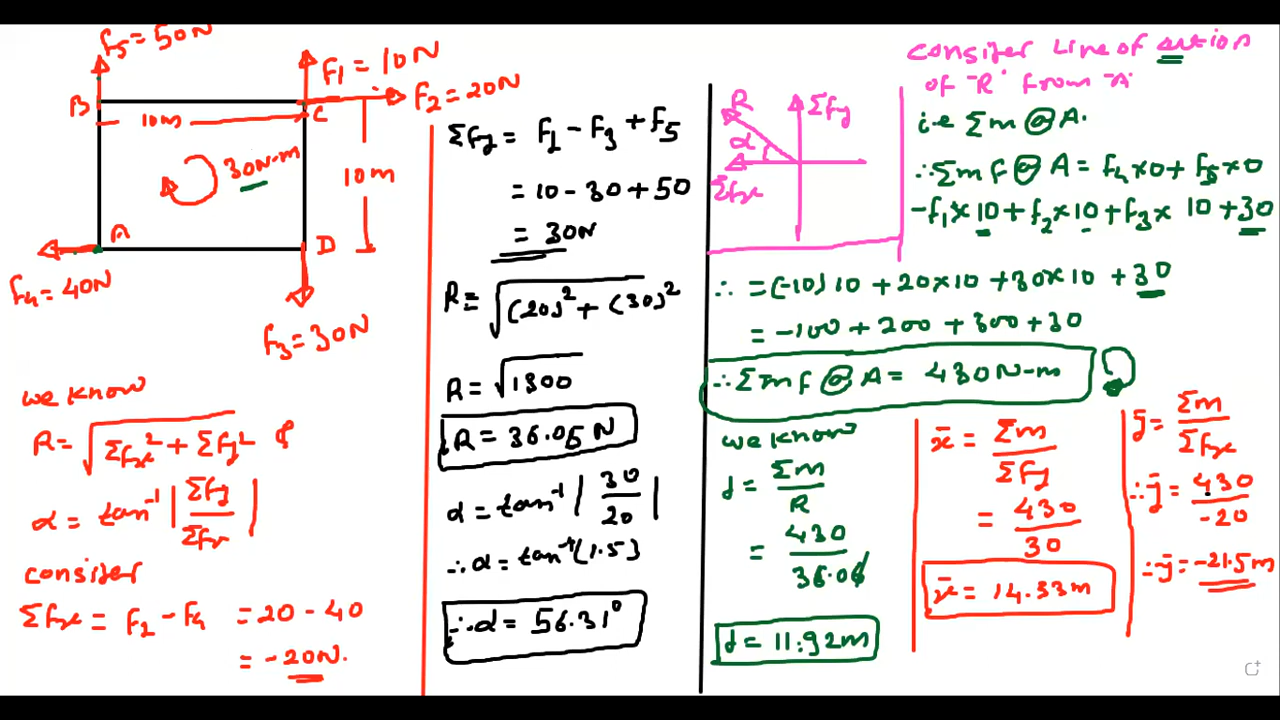 f5 = 50N
F1 = 10N
F2 = 20N
B
10m
C
30N-m
10m
A
D
f4 = 40N
F3 = 30N
we know
R = √Σfx² + Σfy² &
α = tan⁻¹ |Σfy/Σfx|
consider
Σfx = F2 - F4 = 20 - 40
= -20N.
Σfy = F1 - F3 + F5
= 10 - 30 + 50
= 30N
R = √(20)² + (30)²
R = √1300
R = 36.05 N
α = tan⁻¹ |30/20|
∴ α = tan⁻¹(1.5)
∴ α = 56.31°
R
Σfy
α
Σfx
consider Line of action
of "R" from "A"
i.e Σm @ A.
∴ Σmf @ A = f4×0 + f5×0
-f1×10 + f2×10 + f3× 10 + 30
∴ = (-10) 10 + 20×10 + 30×10 + 30
= -100 + 200 + 300 + 30
∴ Σmf @ A = 430N-m
we know
d = Σm/R
= 430/36.06
d = 11.92m
x̄ = Σm/Σfy
= 430/30
x̄ = 14.33m
ȳ = Σm/Σfx
∴ ȳ = 430/-20
∴ ȳ = -21.5m